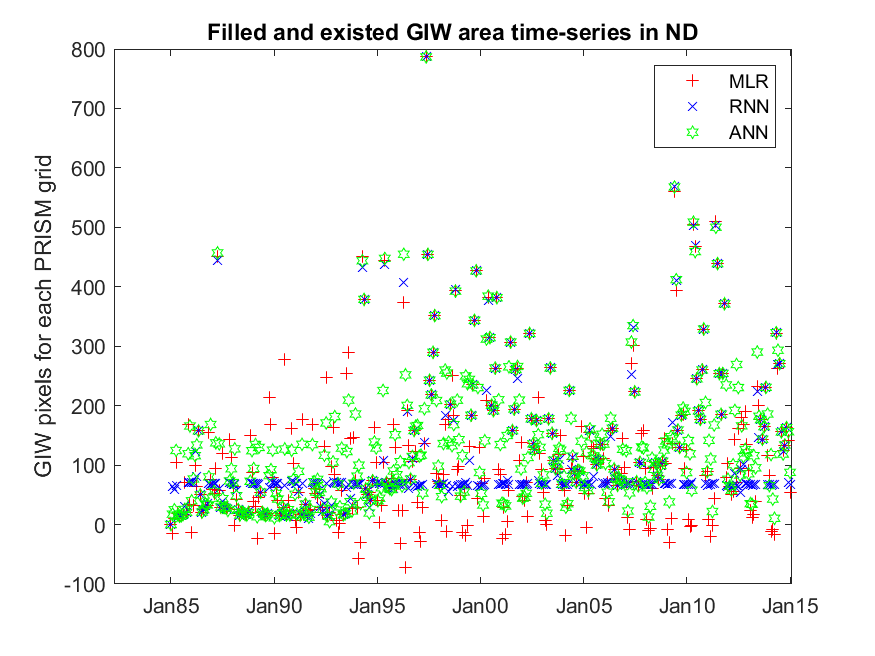 Filled and existed GIW area time-series in ND
GIW pixels for each PRISM grid
800
700
600
500
400
300
200
100
0
-100
MLR
RNN
ANN
Jan85 Jan90 Jan95 Jan00 Jan05 Jan10 Jan15